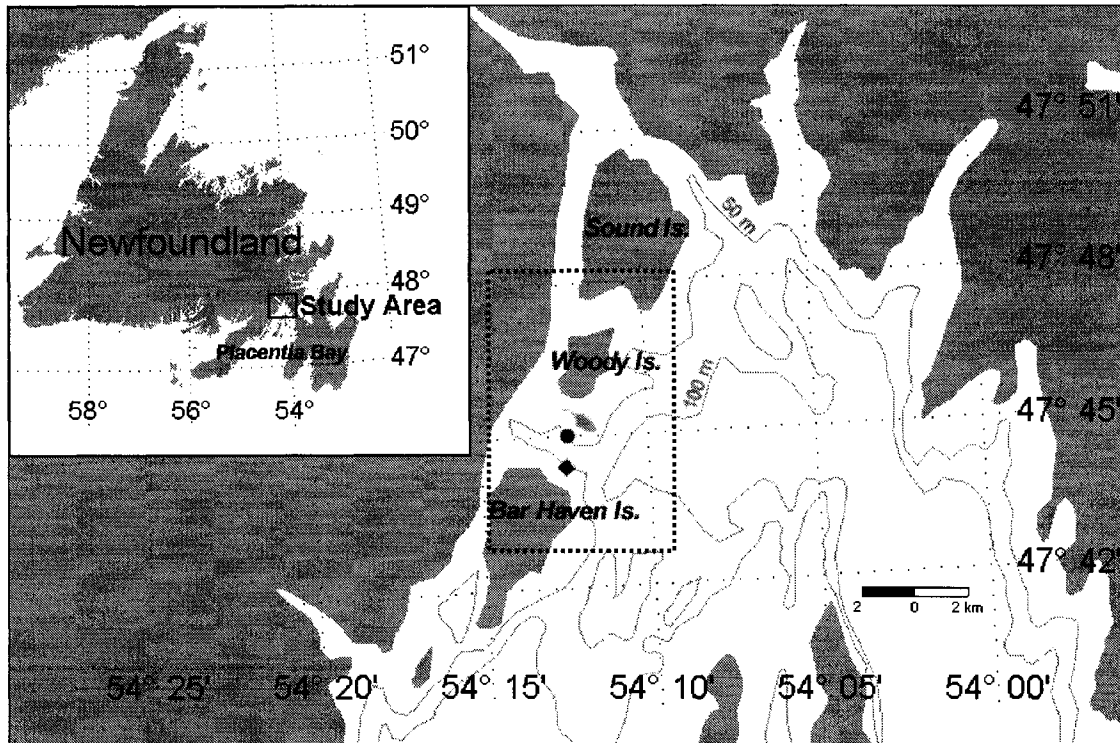 51°
50°
49°
Newfoundland
48°
Study Area
Placentia Bay
47°
58° 56° 54°
47° 51'
Sound Is.
50 m
47° 48'
Woody Is.
100 m
47° 45'
Bar Haven Is.
47° 42'
2 0 2 km
54° 25' 54° 20' 54° 15' 54° 10' 54° 05' 54° 00'